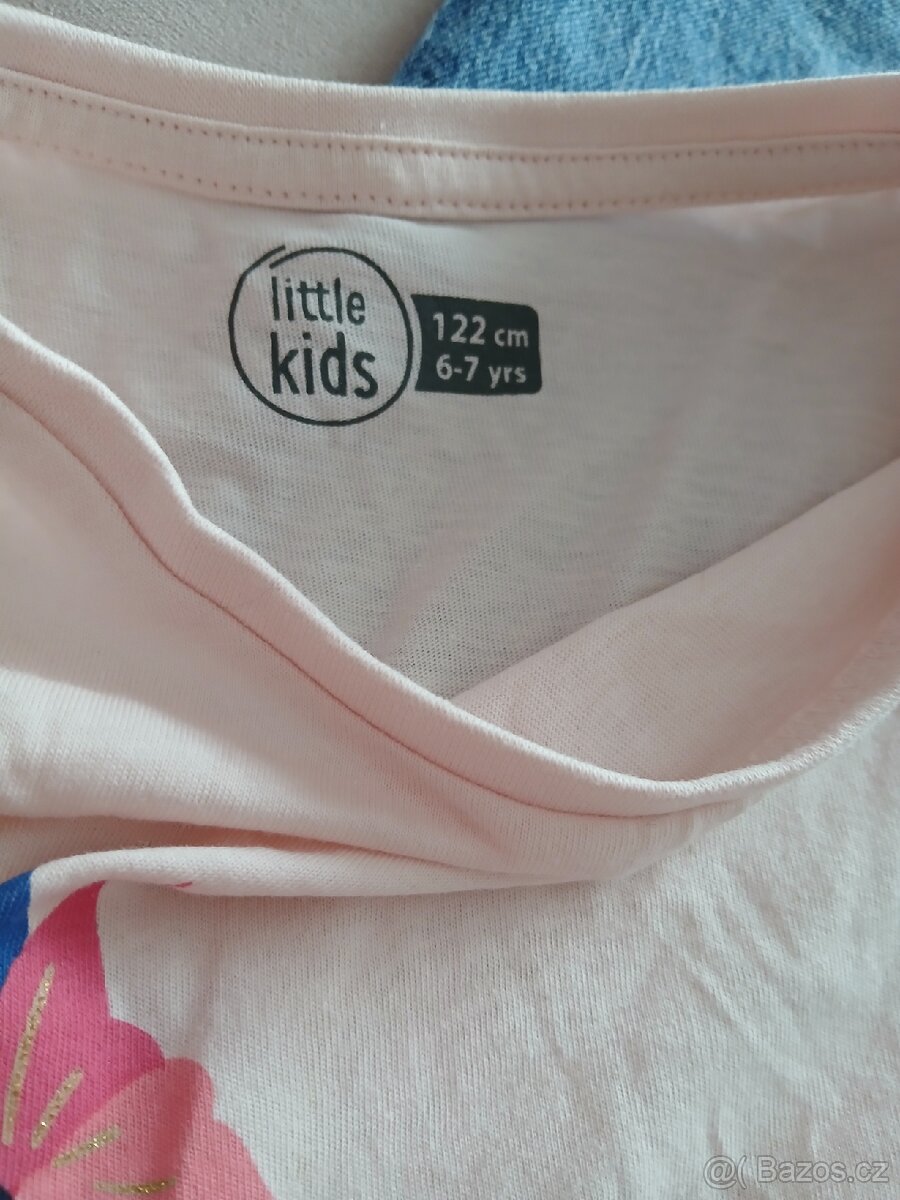 little
kids
122 cm
6-7 yrs
@( Bazos.cz